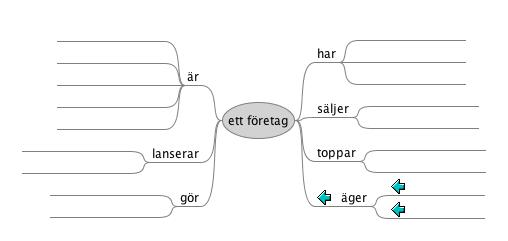 har
är
säljer
ett företag
lanserar
toppar
gör
äger